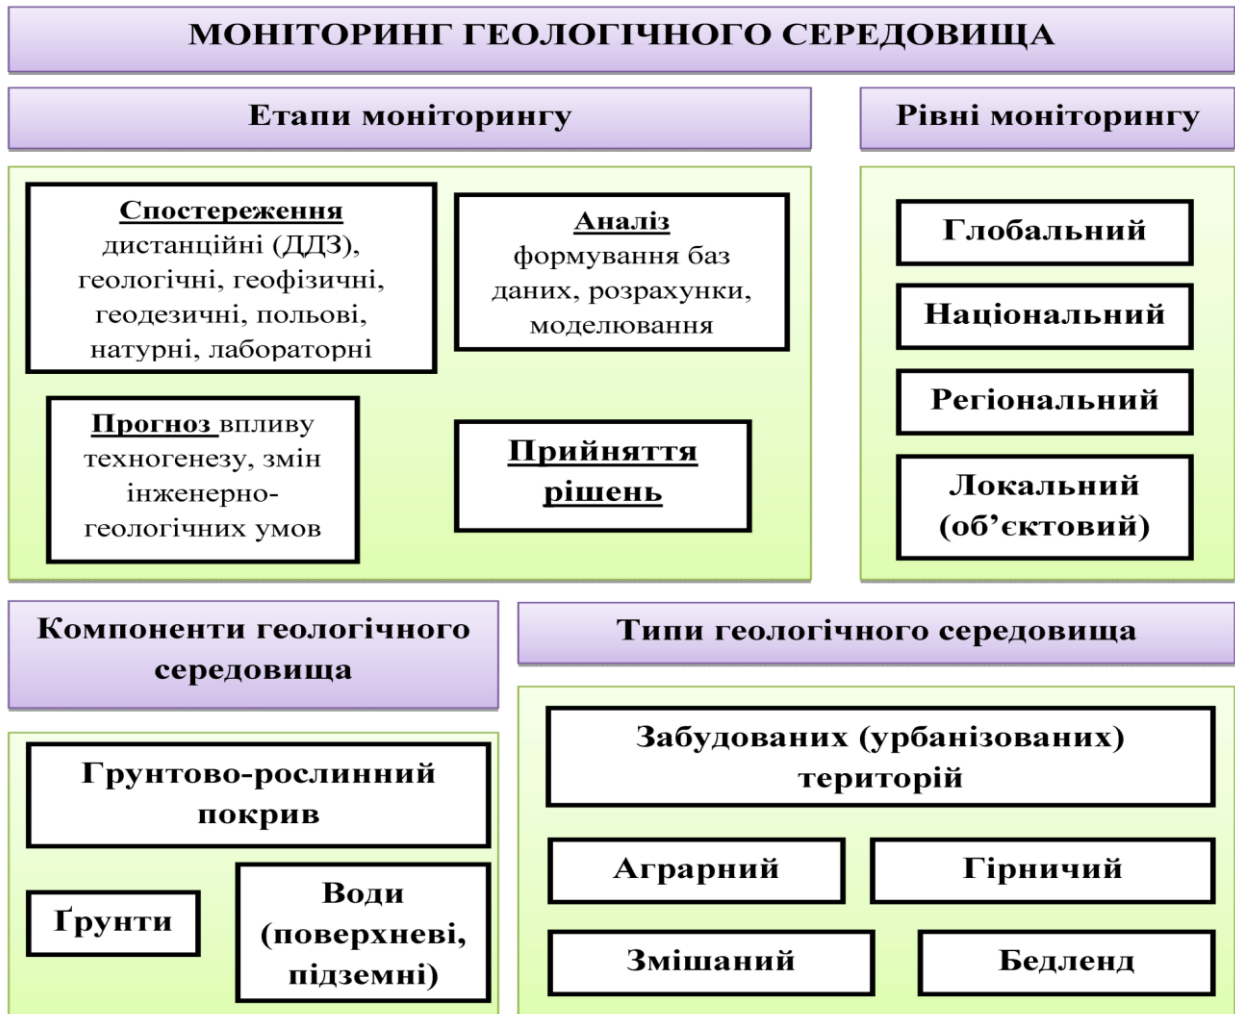 МОНІТОРИНГ ГЕОЛОГІЧНОГО СЕРЕДОВИЩА
Етапи моніторингу
Спостереження
дистанційні (ДДЗ),
геологічні, геофізичні,
геодезичні, польові,
натурні, лабораторні
Аналіз
формування баз
даних, розрахунки,
моделювання
Прогноз впливу
техногенезу, змін
інженерно-
геологічних умов
Прийняття
рішень
Рівні моніторингу
Глобальний
Національний
Регіональний
Локальний
(об’єктовий)
Компоненти геологічного
середовища
Грунтово-рослинний
покрив
Ґрунти
Води
(поверхневі,
підземні)
Типи геологічного середовища
Забудованих (урбанізованих)
територій
Аграрний
Гірничий
Змішаний
Бедленд